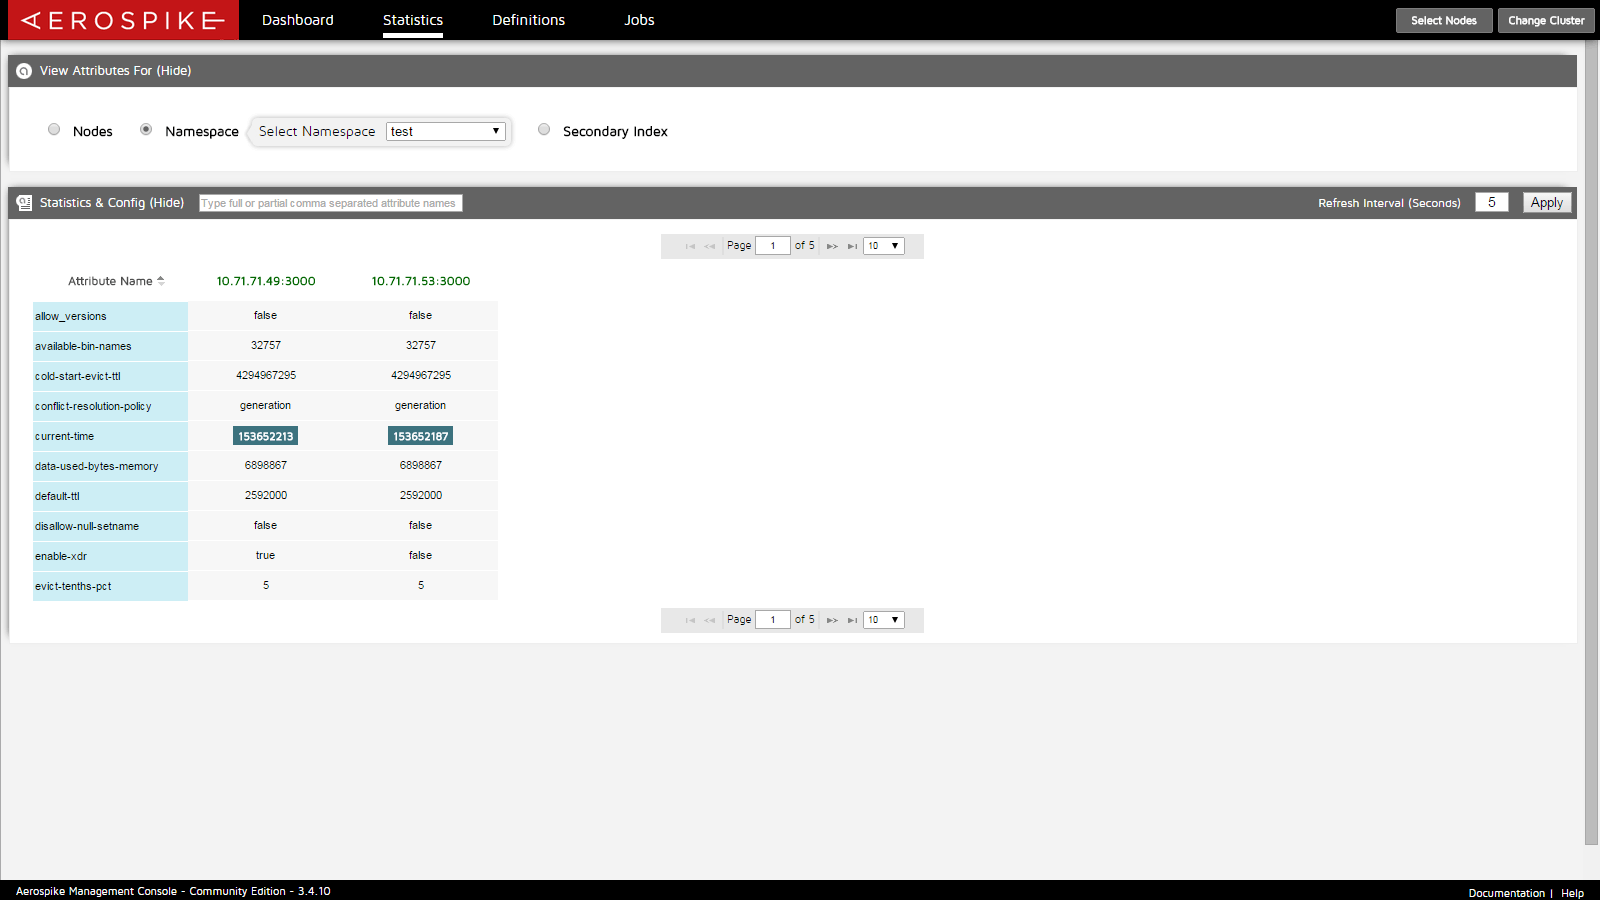 AEROSPIKE Dashboard Statistics Definitions Jobs Select Nodes Change Cluster
View Attributes For (Hide)
Nodes Namespace Select Namespace test Secondary Index
Statistics & Config (Hide) Type full or partial comma separated attribute names Refresh Interval (Seconds) 5 Apply
Page 1 of 5 10
Attribute Name 10.71.71.49:3000 10.71.71.53:3000
allow_versions false false
available-bin-names 32757 32757
cold-start-evict-ttl 4294967295 4294967295
conflict-resolution-policy generation generation
current-time 153652213 153652187
data-used-bytes-memory 6898867 6898867
default-ttl 2592000 2592000
disallow-null-setname false false
enable-xdr true false
evict-tenths-pct 5 5
Page 1 of 5 10
Aerospike Management Console - Community Edition - 3.4.10 Documentation | Help